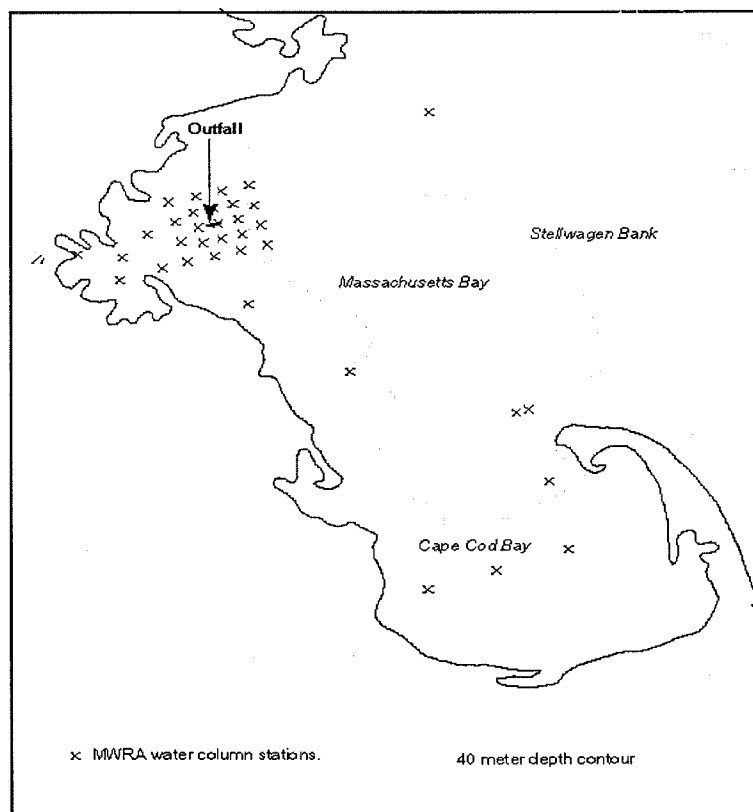 Outfall
Stellwagen Bank
Massachusetts Bay
Cape Cod Bay
x MWRA water column stations.
40 meter depth contour